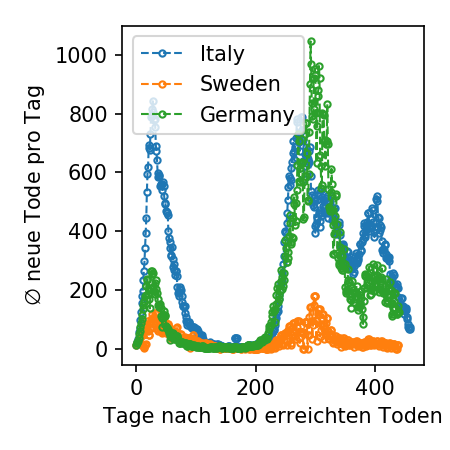 Italy
Sweden
Germany
1000
800
600
400
200
0
∅ neue Tode pro Tag
0 200 400
Tage nach 100 erreichten Toden